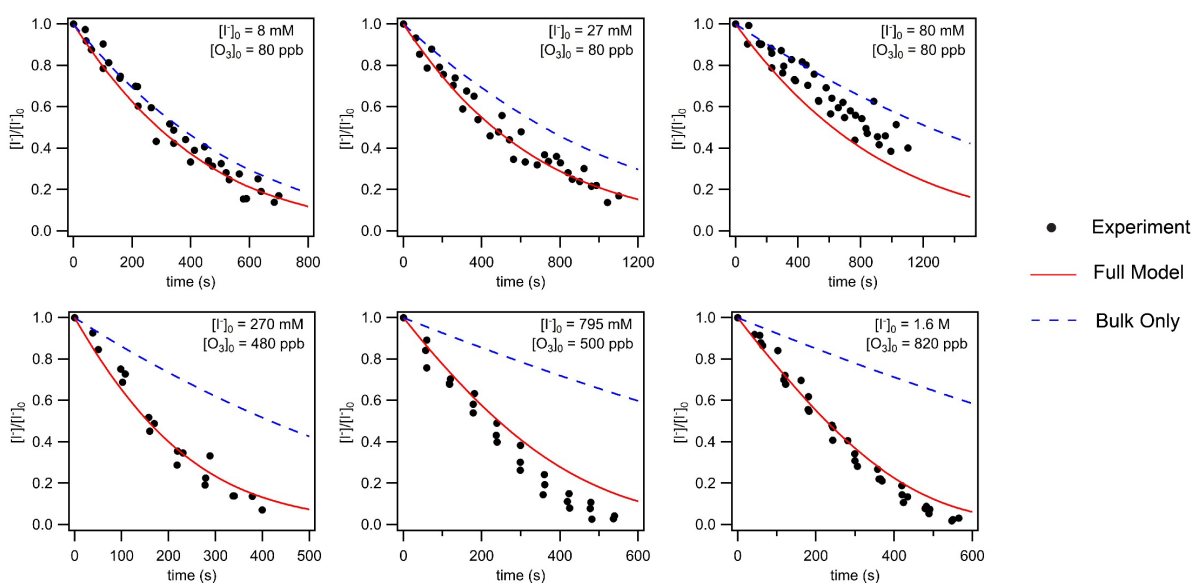 [I⁻]₀ = 8 mM
[O₃]₀ = 80 ppb
1.0
0.8
0.6
0.4
0.2
0.0
[I⁻]/[I⁻]₀
0 200 400 600 800
time (s)
[I⁻]₀ = 27 mM
[O₃]₀ = 80 ppb
1.0
0.8
0.6
0.4
0.2
0.0
[I⁻]/[I⁻]₀
0 400 800 1200
time (s)
[I⁻]₀ = 80 mM
[O₃]₀ = 80 ppb
1.0
0.8
0.6
0.4
0.2
0.0
[I⁻]/[I⁻]₀
0 400 800 1200
time (s)
Experiment
Full Model
Bulk Only
[I⁻]₀ = 270 mM
[O₃]₀ = 480 ppb
1.0
0.8
0.6
0.4
0.2
0.0
[I⁻]/[I⁻]₀
0 100 200 300 400 500
time (s)
[I⁻]₀ = 795 mM
[O₃]₀ = 500 ppb
1.0
0.8
0.6
0.4
0.2
0.0
[I⁻]/[I⁻]₀
0 200 400 600
time (s)
[I⁻]₀ = 1.6 M
[O₃]₀ = 820 ppb
1.0
0.8
0.6
0.4
0.2
0.0
[I⁻]/[I⁻]₀
0 200 400 600
time (s)